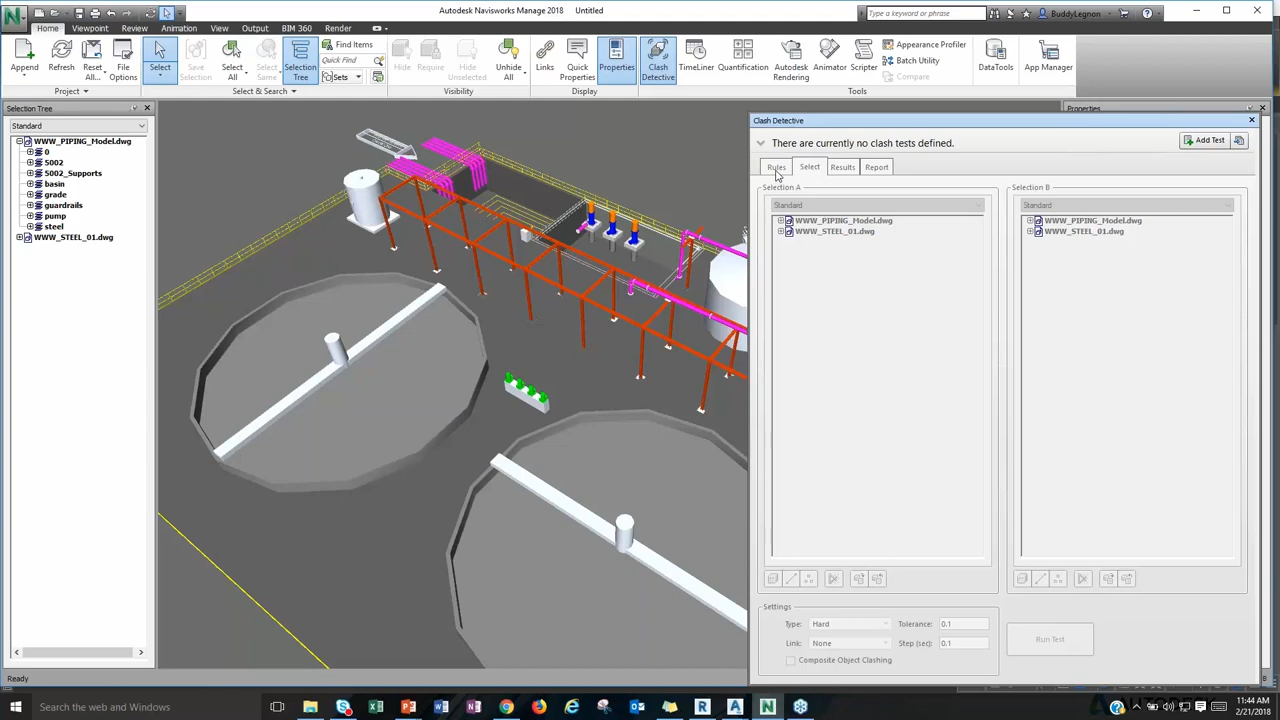 Autodesk Navisworks Manage 2018 Untitled
Type a keyword or phrase
BuddyLegnon
Home Viewpoint Review Animation View Output BIM 360 Render
Append
Refresh
Reset All...
File Options
Project
Select
Save Selection
Select All
Select Same
Selection Tree
Find Items
Quick Find
Sets
Select & Search
Hide
Require
Hide Unselected
Unhide All
Visibility
Links
Quick Properties
Properties
Display
Clash Detective
TimeLiner
Quantification
Autodesk Rendering
Animator
Scripter
Appearance Profiler
Batch Utility
Compare
Tools
DataTools
App Manager
Selection Tree
Standard
WWW_PIPING_Model.dwg
0
5002
5002_Supports
basin
grade
guardrails
pump
steel
WWW_STEEL_01.dwg
Properties
Clash Detective
There are currently no clash tests defined.
Add Test
Rules Select Results Report
Selection A
Standard
WWW_PIPING_Model.dwg
WWW_STEEL_01.dwg
Selection B
Standard
WWW_PIPING_Model.dwg
WWW_STEEL_01.dwg
Settings
Type: Hard Tolerance: 0.1
Link: None Step (sec): 0.1
Composite Object Clashing
Run Test
Ready
Search the web and Windows
11:44 AM
2/21/2018